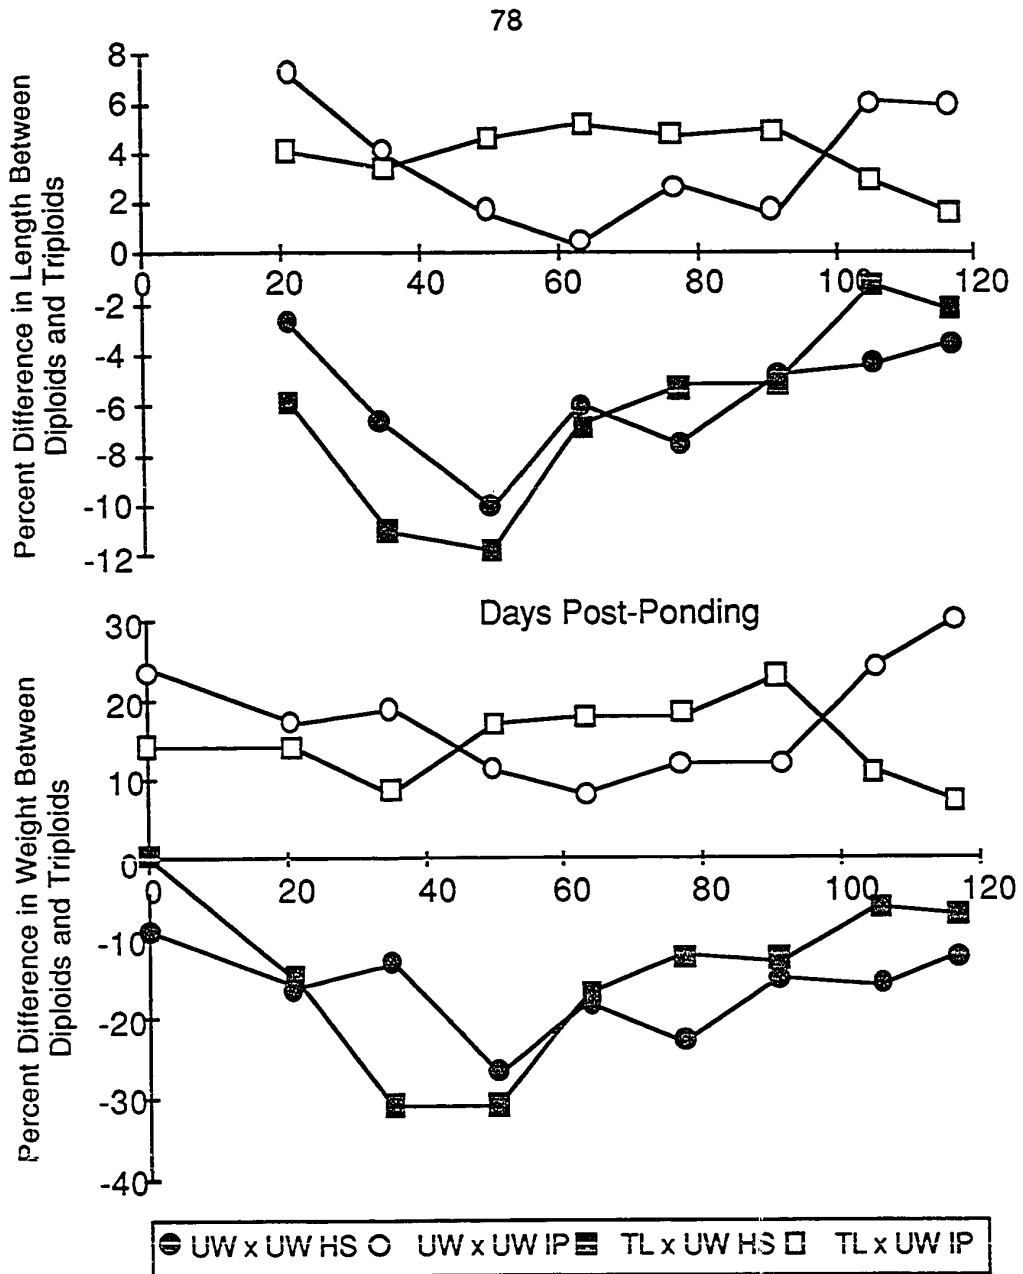 78
Percent Difference in Length Between
Diploids and Triploids
8
6
4
2
0
-2
-4
-6
-8
-10
-12
0 20 40 60 80 100 120
Days Post-Ponding
Percent Difference in Weight Between
Diploids and Triploids
30
20
10
0
-10
-20
-30
-40
0 20 40 60 80 100 120
UW x UW HS UW x UW IP TL x UW HS TL x UW IP